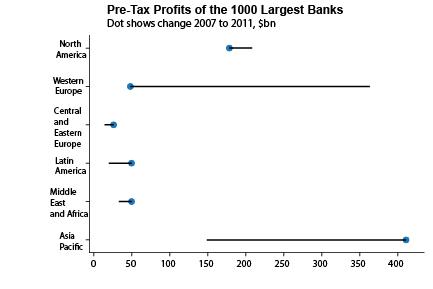 Pre-Tax Profits of the 1000 Largest Banks
Dot shows change 2007 to 2011, $bn
North
America
Western
Europe
Central
and
Eastern
Europe
Latin
America
Middle
East
and Africa
Asia
Pacific
0 50 100 150 200 250 300 350 400